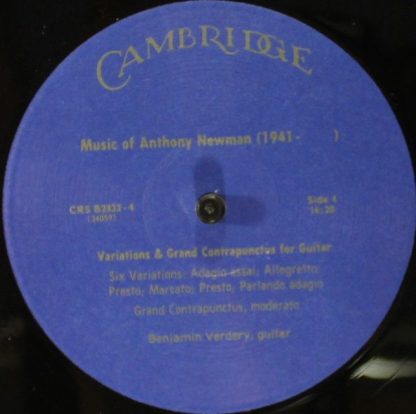 CAMBRIDGE
Music of Anthony Newman (1941- )
CRS B2833-4
(34059)
Side 4
16:20
Variations & Grand Contrapunctus for Guitar
Six Variations: Adagio assai; Allegretto;
Presto; Marcato; Presto; Parlando adagio
Grand Contrapunctus, moderato
Benjamin Verdery, guitar